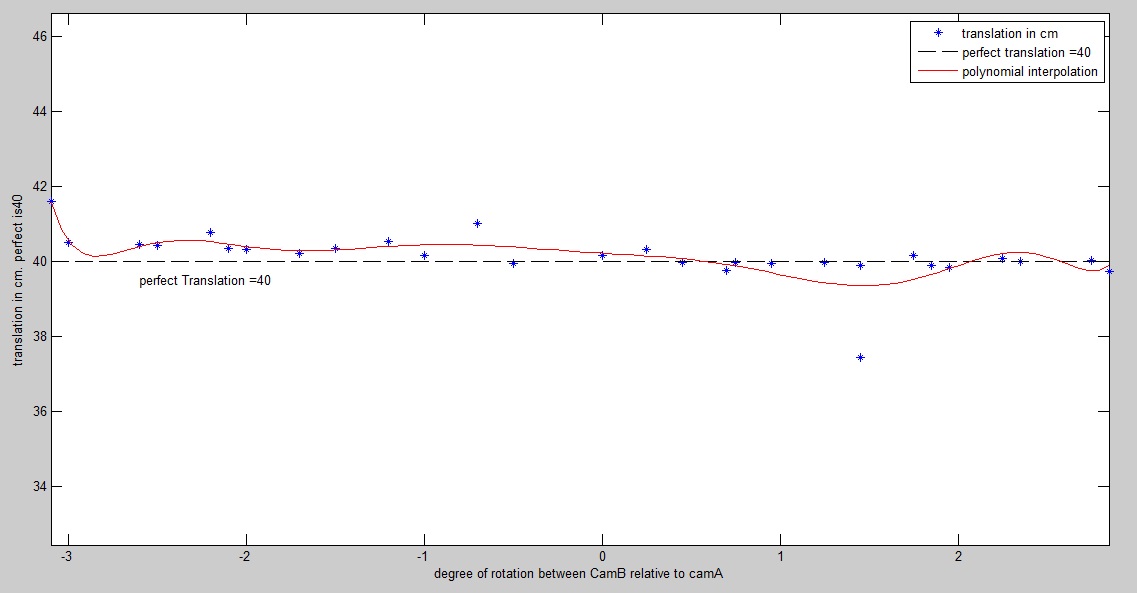 translation in cm
perfect translation =40
polynomial interpolation
46
44
42
40
38
36
34
translation in cm. perfect is40
perfect Translation =40
-3
-2
-1
0
1
2
degree of rotation between CamB relative to camA